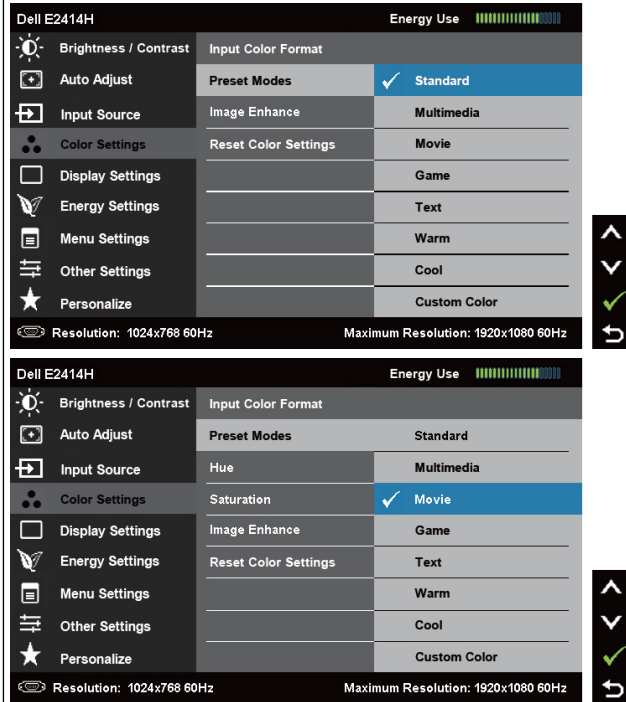 Dell E2414H Energy Use
Brightness / Contrast Input Color Format
Auto Adjust Preset Modes Standard
Input Source Image Enhance Multimedia
Color Settings Reset Color Settings Movie
Display Settings Game
Energy Settings Text
Menu Settings Warm
Other Settings Cool
Personalize Custom Color
Resolution: 1024x768 60Hz Maximum Resolution: 1920x1080 60Hz
Dell E2414H Energy Use
Brightness / Contrast Input Color Format
Auto Adjust Preset Modes Standard
Input Source Hue Multimedia
Color Settings Saturation Movie
Display Settings Image Enhance Game
Energy Settings Reset Color Settings Text
Menu Settings Warm
Other Settings Cool
Personalize Custom Color
Resolution: 1024x768 60Hz Maximum Resolution: 1920x1080 60Hz